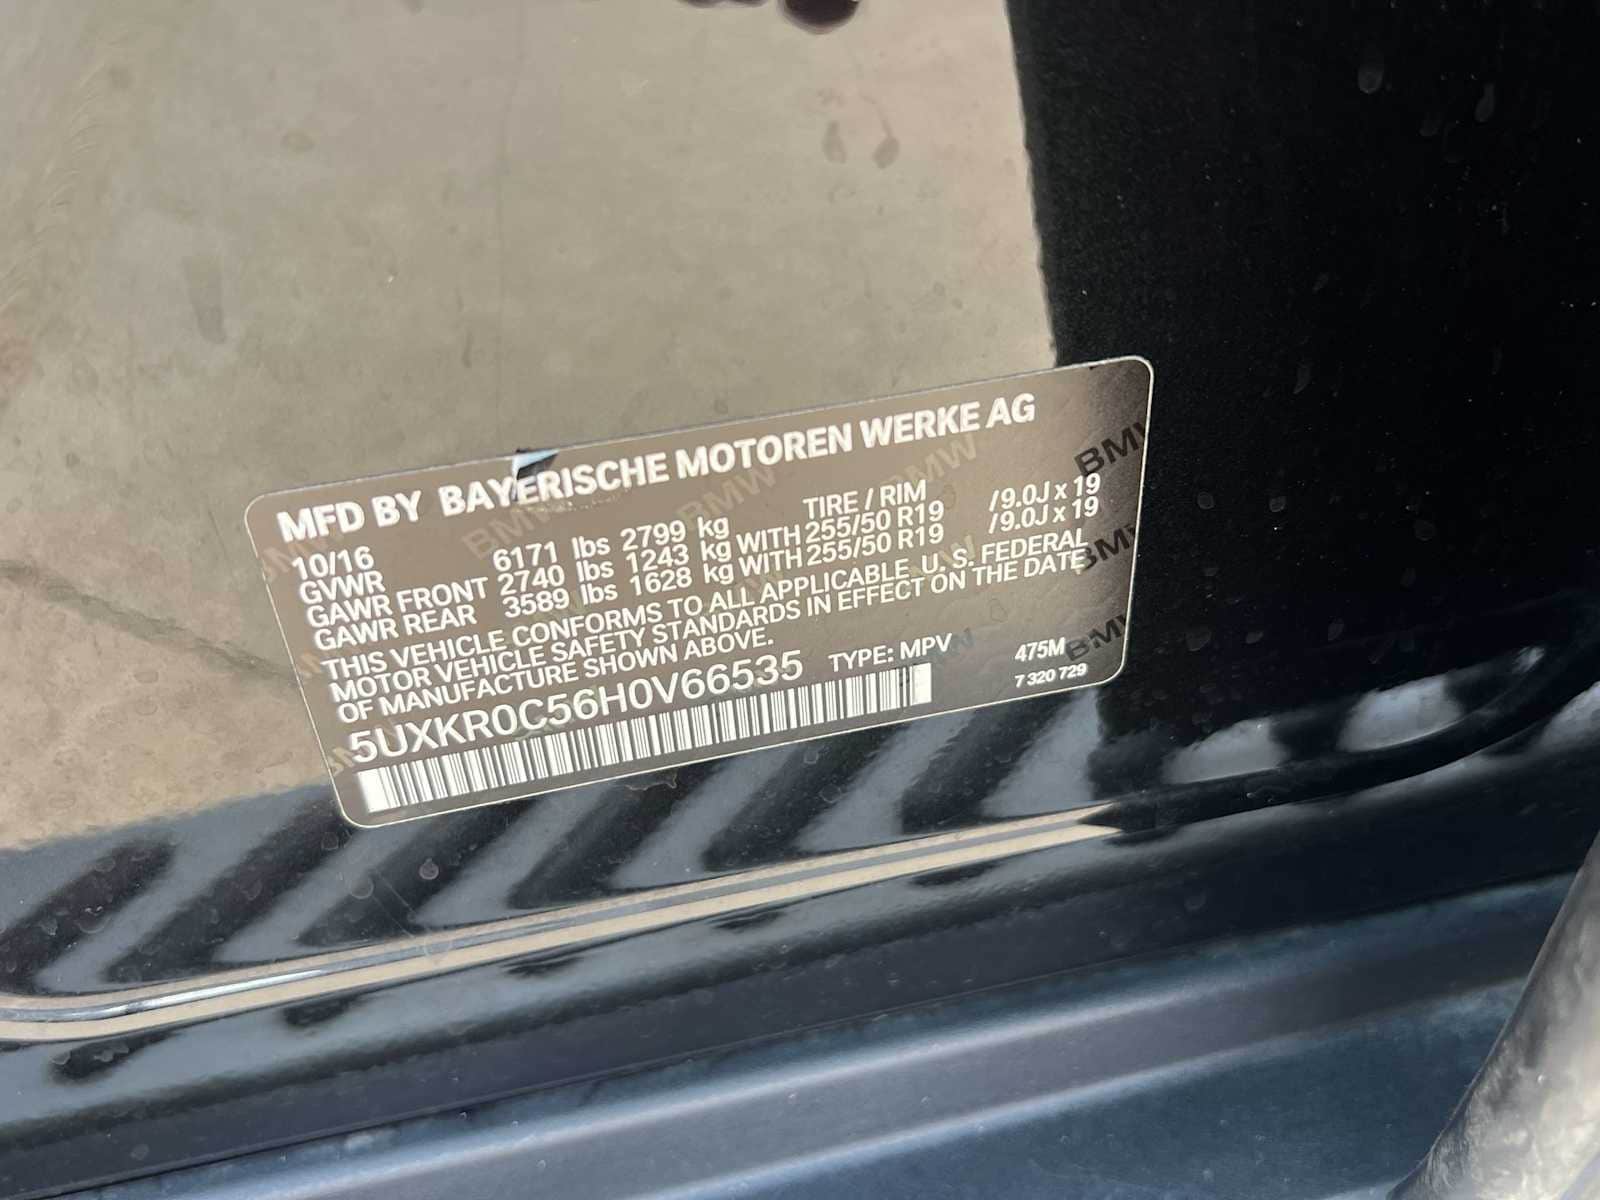 MFD BY BAYERISCHE MOTOREN WERKE AG
10/16 TIRE / RIM
GVWR 6171 lbs 2799 kg
GAWR FRONT 2740 lbs 1243 kg WITH 255/50 R19 /9.0J x 19
GAWR REAR 3589 lbs 1628 kg WITH 255/50 R19 /9.0J x 19
THIS VEHICLE CONFORMS TO ALL APPLICABLE U. S. FEDERAL
MOTOR VEHICLE SAFETY STANDARDS IN EFFECT ON THE DATE
OF MANUFACTURE SHOWN ABOVE.
5UXKR0C56H0V66535 TYPE: MPV 475M
7 320 729